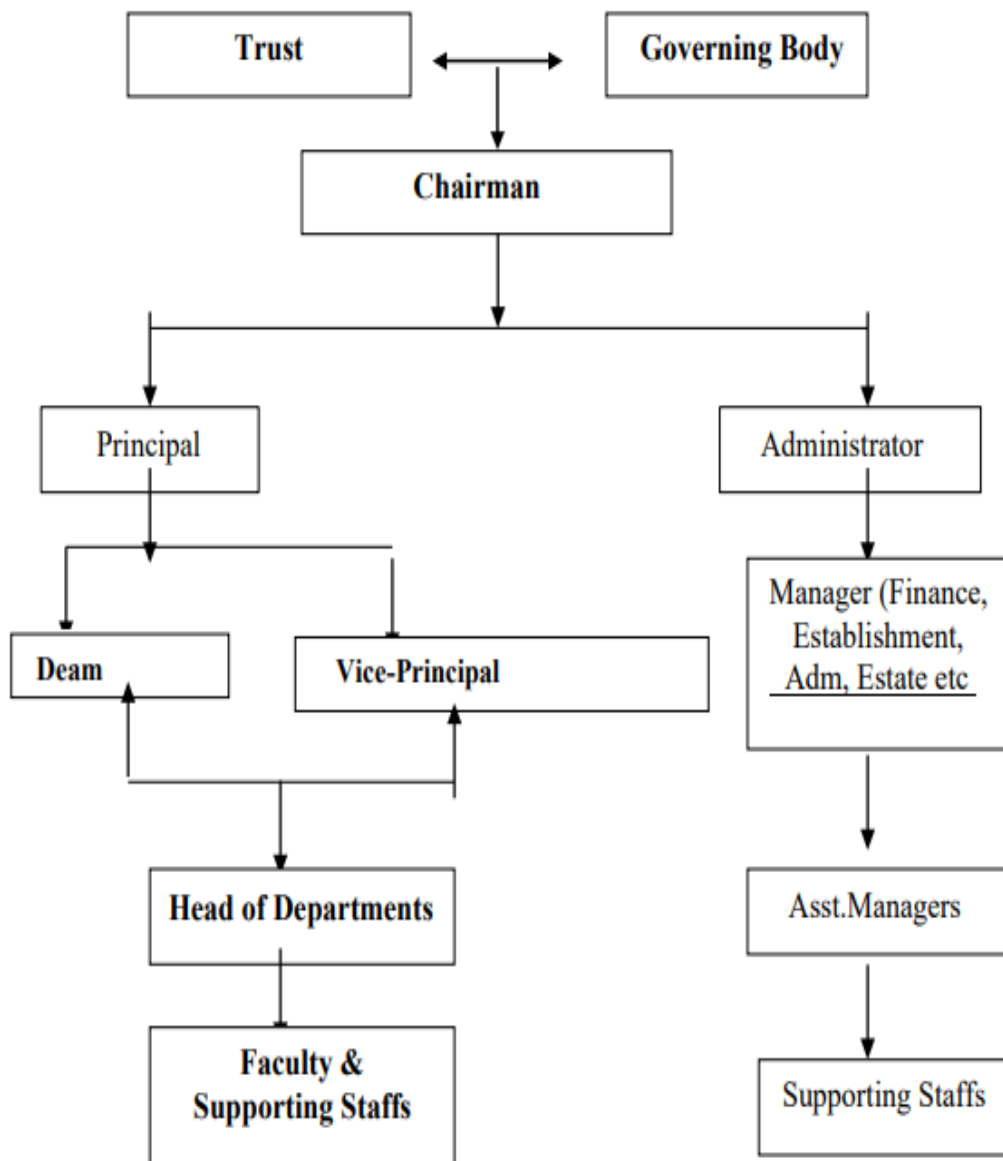 Trust
Governing Body
Chairman
Principal
Administrator
Deam
Vice-Principal
Manager (Finance,
Establishment,
Adm, Estate etc
Head of Departments
Asst.Managers
Faculty &
Supporting Staffs
Supporting Staffs